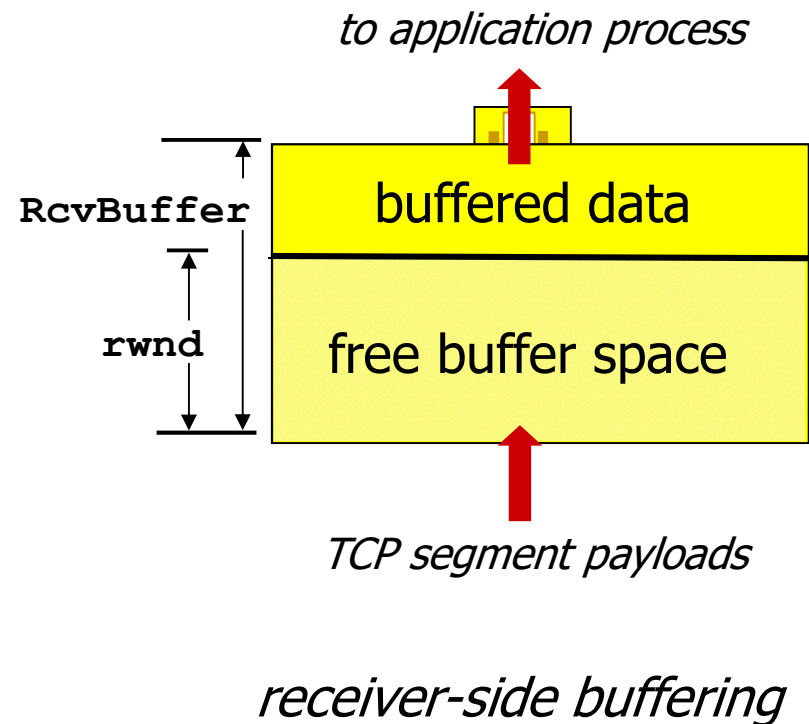 to application process
RcvBuffer
buffered data
rwnd
free buffer space
TCP segment payloads
receiver-side buffering